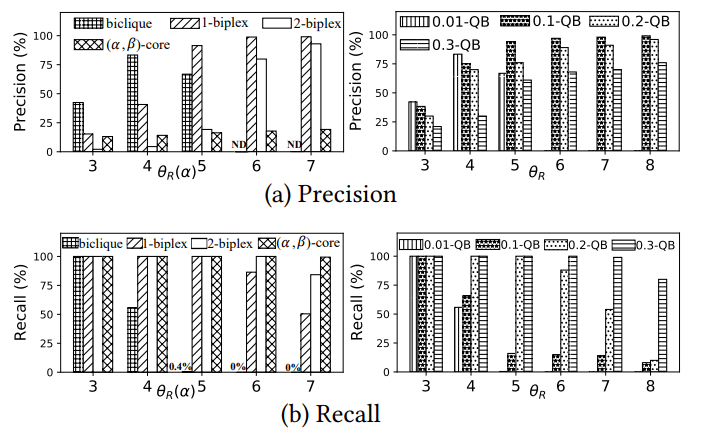 biclique 1-biplex 2-biplex
(α,β)-core
Precision (%)
100
75
50
25
0
ND ND
3 4 5 6 7
θR(α)
0.01-QB 0.1-QB 0.2-QB
0.3-QB
Precision (%)
100
75
50
25
0
3 4 5 6 7 8
θR
(a) Precision
biclique 1-biplex 2-biplex (α,β)-core
Recall (%)
100
75
50
25
0
0.4% 0% 0%
3 4 5 6 7
θR(α)
0.01-QB 0.1-QB 0.2-QB 0.3-QB
Recall (%)
100
75
50
25
0
3 4 5 6 7 8
θR
(b) Recall